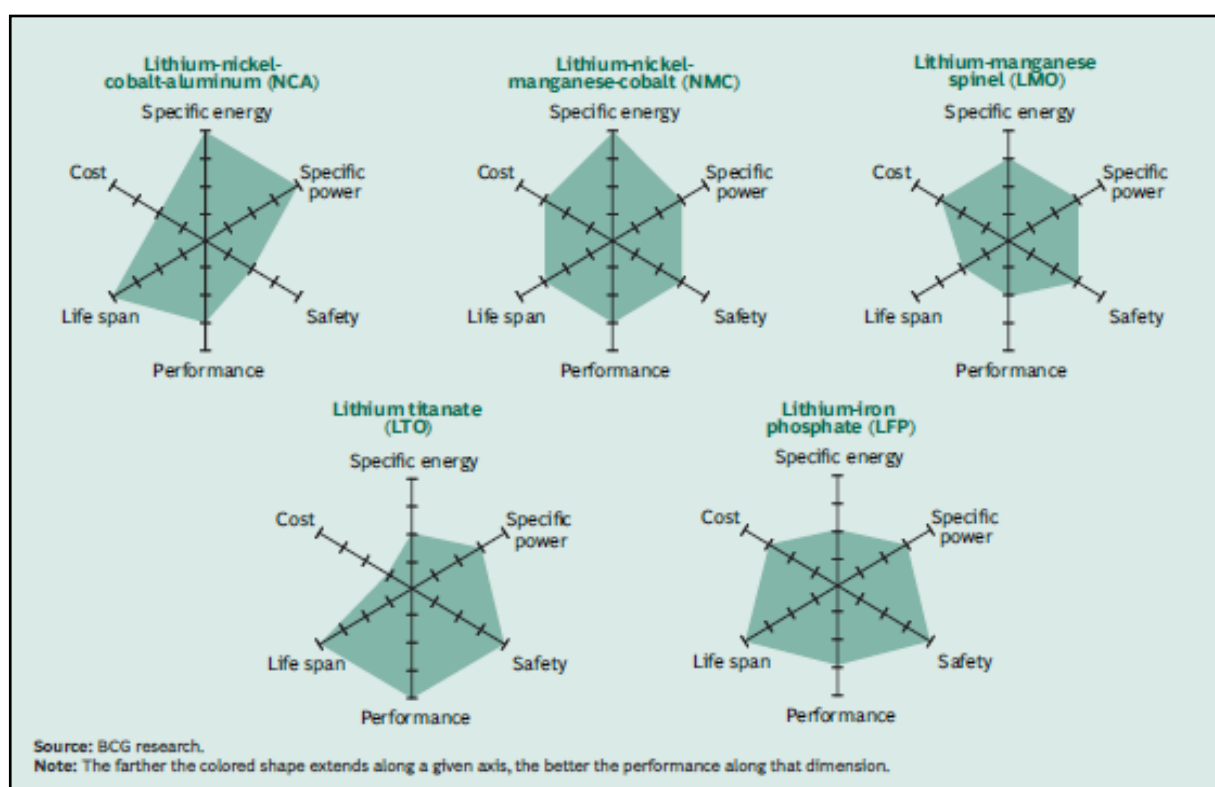 Lithium-nickel-
cobalt-aluminum (NCA)
Specific energy
Cost
Specific
power
Life span
Safety
Performance
Lithium-nickel-
manganese-cobalt (NMC)
Specific energy
Cost
Specific
power
Life span
Safety
Performance
Lithium-manganese
spinel (LMO)
Specific energy
Cost
Specific
power
Life span
Safety
Performance
Lithium titanate
(LTO)
Specific energy
Cost
Specific
power
Life span
Safety
Performance
Lithium-iron
phosphate (LFP)
Specific energy
Cost
Specific
power
Life span
Safety
Performance
Source: BCG research.
Note: The farther the colored shape extends along a given axis, the better the performance along that dimension.